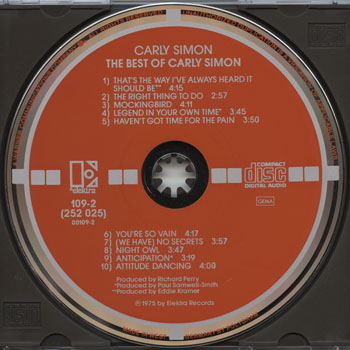 CARLY SIMON
THE BEST OF CARLY SIMON
1) THAT'S THE WAY I'VE ALWAYS HEARD IT
SHOULD BE** 4:15
2) THE RIGHT THING TO DO 2:57
3) MOCKINGBIRD 4:11
4) LEGEND IN YOUR OWN TIME* 3:45
5) HAVEN'T GOT TIME FOR THE PAIN 3:50
elektra
109-2
(252 025)
00109-2
COMPACT
disc
DIGITAL AUDIO
GEMA
6) YOU'RE SO VAIN 4:17
7) (WE HAVE) NO SECRETS 3:57
8) NIGHT OWL 3:47
9) ANTICIPATION* 3:19
10) ATTITUDE DANCING 4:00
Produced by Richard Perry
*Produced by Paul Samwell-Smith
**Produced by Eddie Kramer
℗ 1975 by Elektra Records